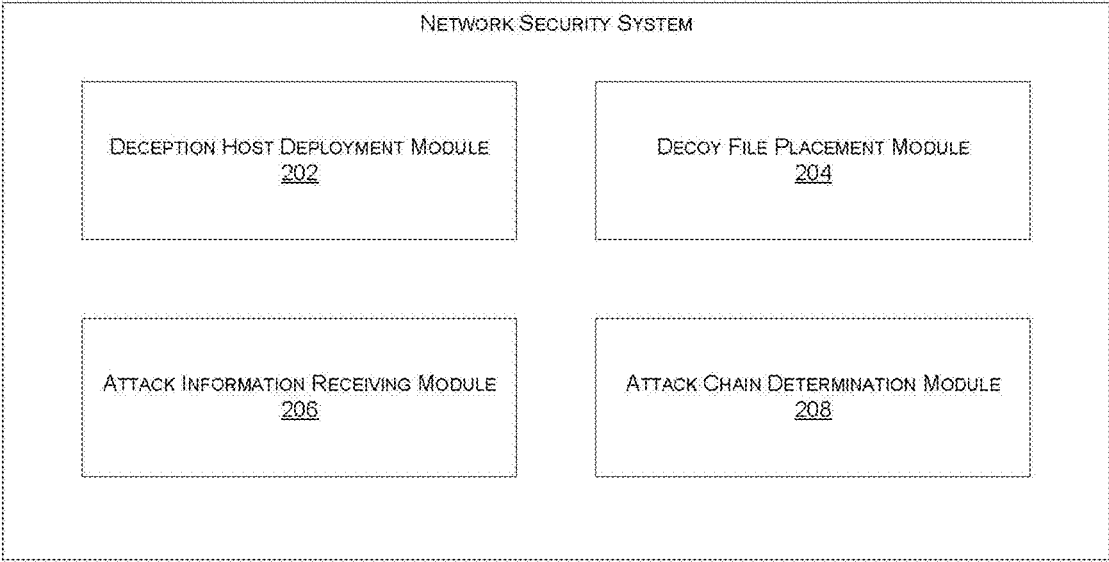 NETWORK SECURITY SYSTEM
DECEPTION HOST DEPLOYMENT MODULE
202
DECOY FILE PLACEMENT MODULE
204
ATTACK INFORMATION RECEIVING MODULE
206
ATTACK CHAIN DETERMINATION MODULE
208